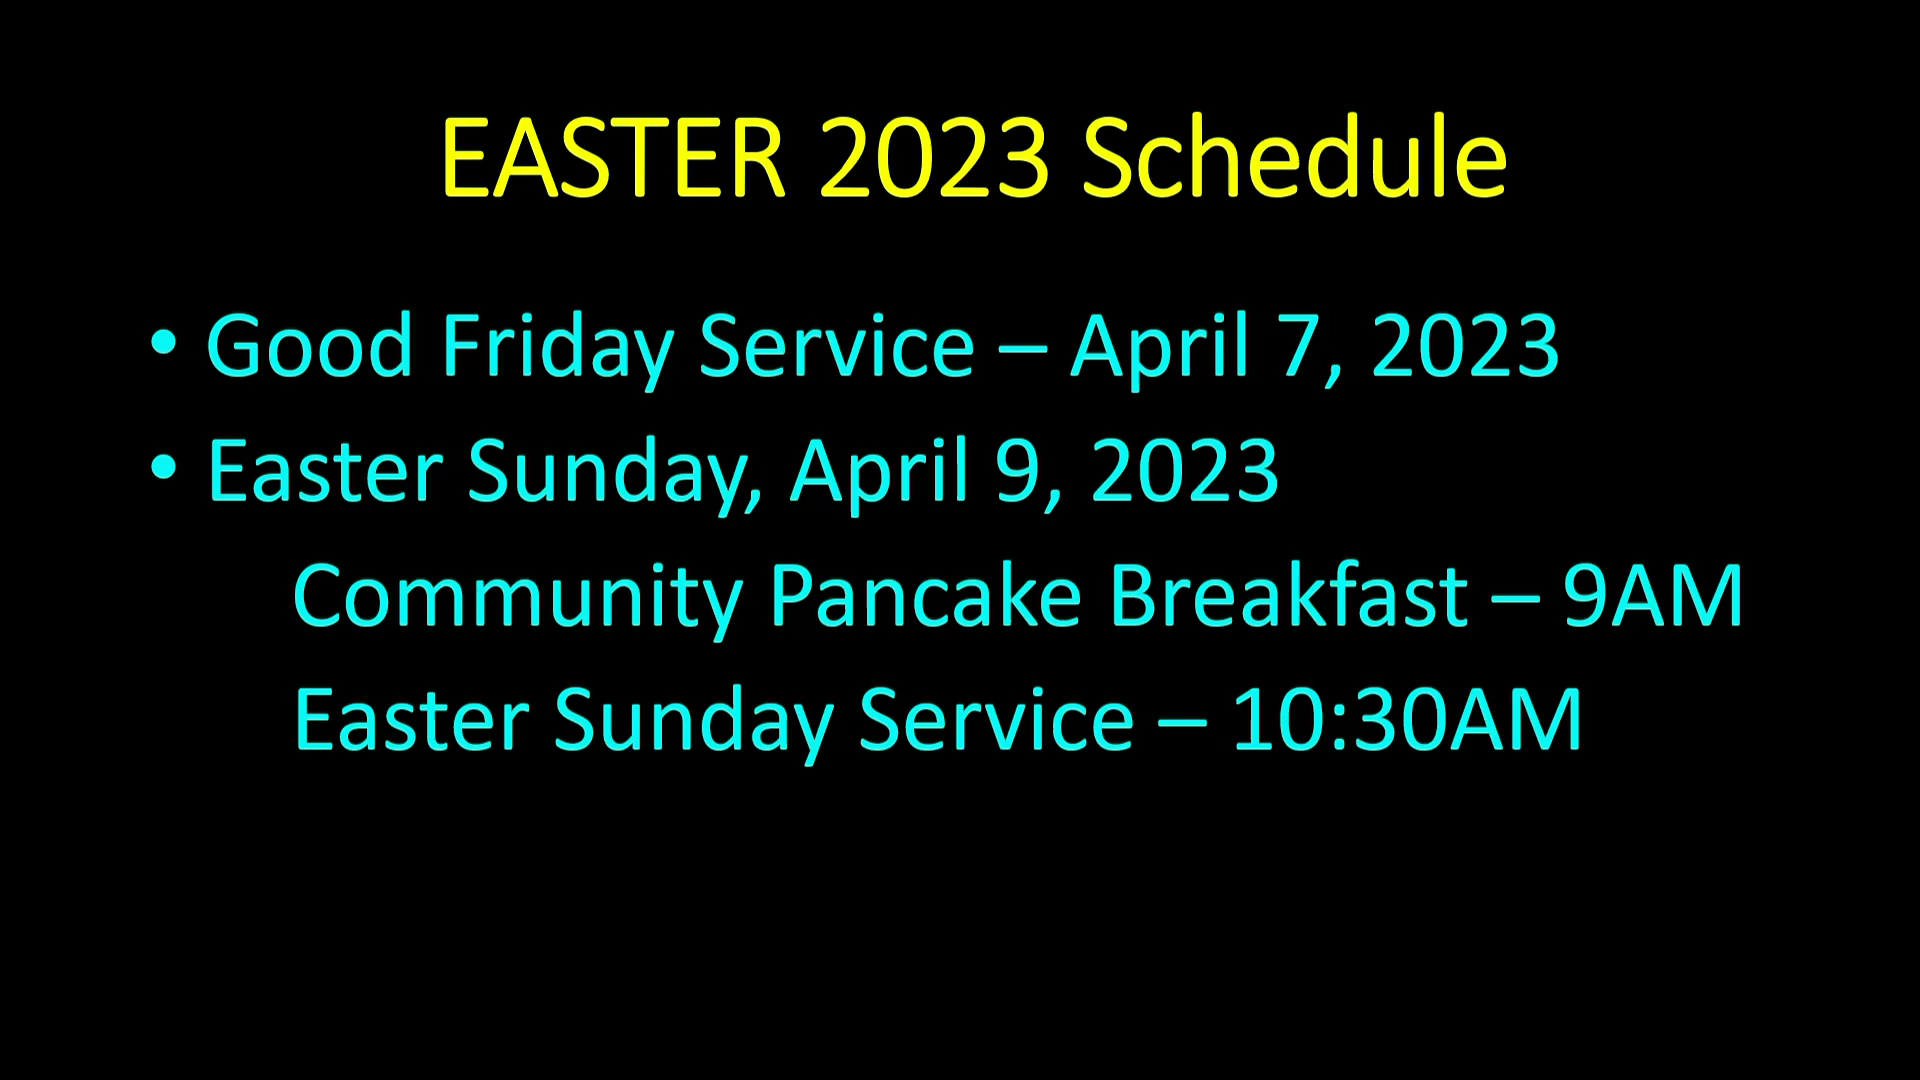 EASTER 2023 Schedule
• Good Friday Service – April 7, 2023
• Easter Sunday, April 9, 2023
Community Pancake Breakfast – 9AM
Easter Sunday Service – 10:30AM